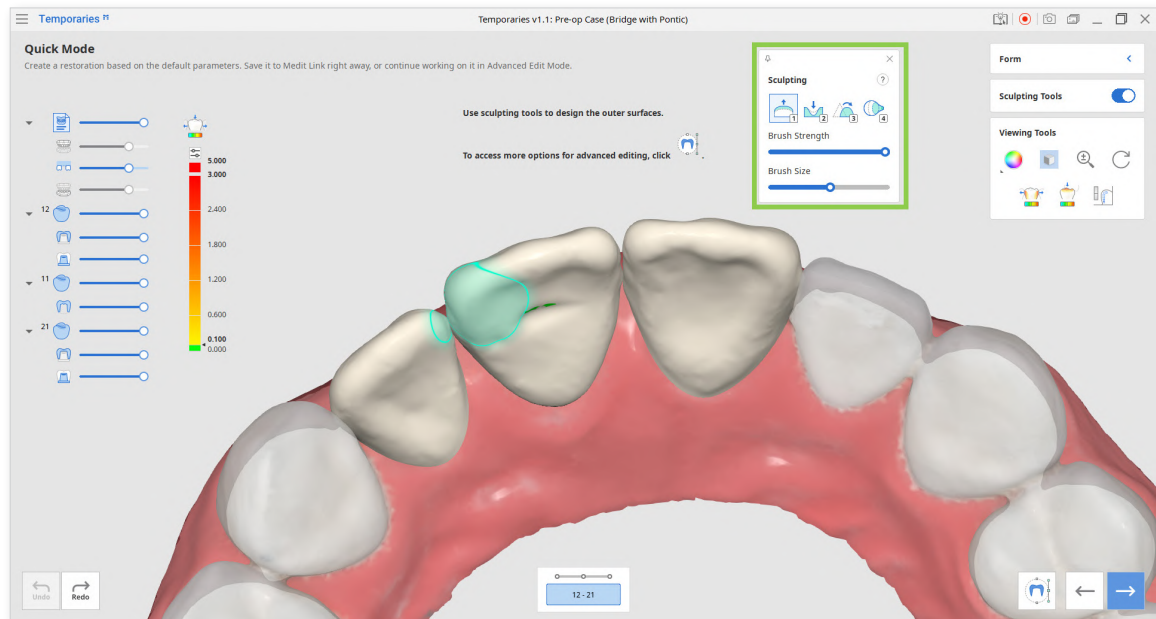 Temporaries
Temporaries v1.1: Pre-op Case (Bridge with Pontic)
Quick Mode
Create a restoration based on the default parameters. Save it to Medit Link right away, or continue working on it in Advanced Edit Mode.
Use sculpting tools to design the outer surfaces.
To access more options for advanced editing, click .
Sculpting
?
1 2 3 4
Brush Strength
Brush Size
Form
Sculpting Tools
Viewing Tools
12
11
21
5.000
3.000
2.400
1.800
1.200
0.600
0.100
0.000
Undo
Redo
12 - 21